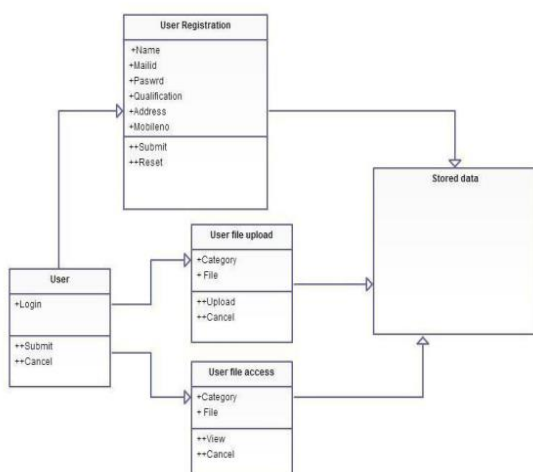 User Registration
+Name
+Mailid
+Paswrd
+Qualification
+Address
+Mobileno
++Submit
++Reset
Stored data
User file upload
+Category
+ File
++Upload
++Cancel
User
+Login
++Submit
++Cancel
User file access
+Category
+ File
++View
++Cancel